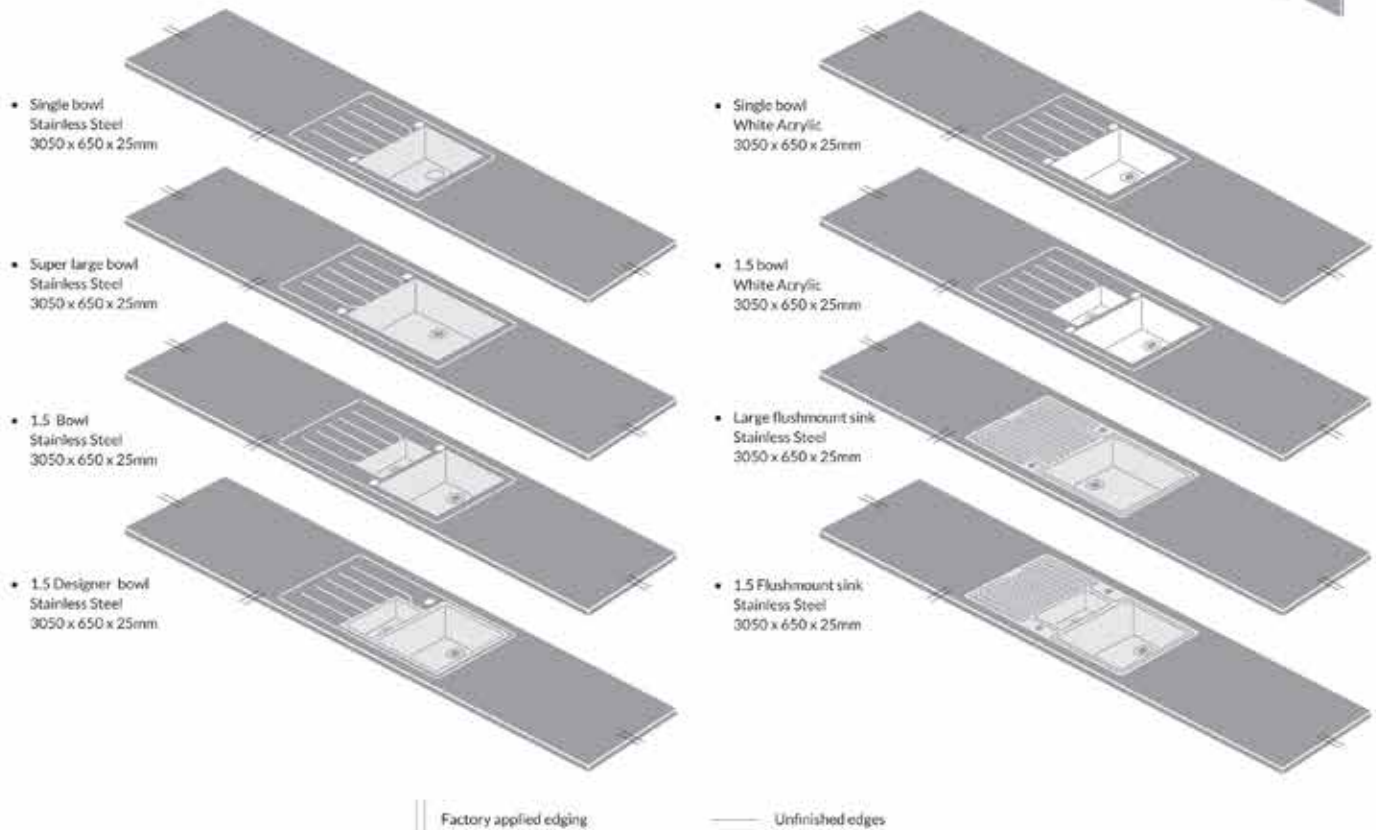 • Single bowl
Stainless Steel
3050 x 650 x 25mm
• Super large bowl
Stainless Steel
3050 x 650 x 25mm
• 1.5 Bowl
Stainless Steel
3050 x 650 x 25mm
• 1.5 Designer bowl
Stainless Steel
3050 x 650 x 25mm
• Single bowl
White Acrylic
3050 x 650 x 25mm
• 1.5 bowl
White Acrylic
3050 x 650 x 25mm
• Large flushmount sink
Stainless Steel
3050 x 650 x 25mm
• 1.5 Flushmount sink
Stainless Steel
3050 x 650 x 25mm
Factory applied edging
Unfinished edges